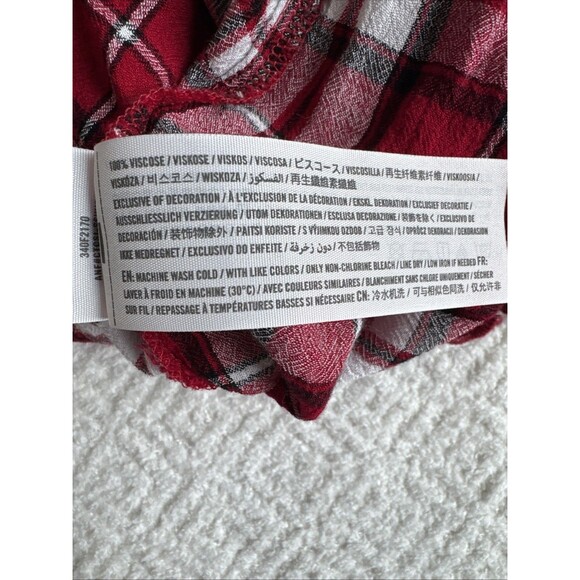 100% VISCOSE / VISKOSE / VISKOS / VISCOSA / ビスコース / VISCOSILLA / 再生纤维素纤维 / VISKOOSIA /
VISKÓZA / 비스코스 / WISKOZA / الفسكوز / 再生纖維素纖維
EXCLUSIVE OF DECORATION / À L'EXCLUSION DE LA DÉCORATION / EKSKL. DEKORATION / EXCLUSIEF DECORATIE /
AUSSCHLIESSLICH VERZIERUNG / UTOM DEKORATIONEN / ESCLUSA DECORAZIONE / 装飾を除く / EXCLUSIVO DE
DECORACIÓN / 装饰物除外 / PAITSI KORISTE / S VÝJIMKOU OZDOB / 고급 장식 / OPRÓCZ DEKORACJI / DEKORASJON
IKKE MEDREGNET / EXCLUSIVO DO ENFEITE / دون زخرفة / 不包括飾物
EN: MACHINE WASH COLD / WITH LIKE COLORS / ONLY NON-CHLORINE BLEACH / LINE DRY / LOW IRON IF NEEDED FR:
LAVER À FROID EN MACHINE (30°C) / AVEC COULEURS SIMILAIRES / BLANCHIMENT SANS CHLORE UNIQUEMENT / SÉCHER
SUR FIL / REPASSAGE À TEMPÉRATURES BASSES SI NÉCESSAIRE CN: 冷水机洗 / 可与相似色同洗 / 仅允许非
340F2170